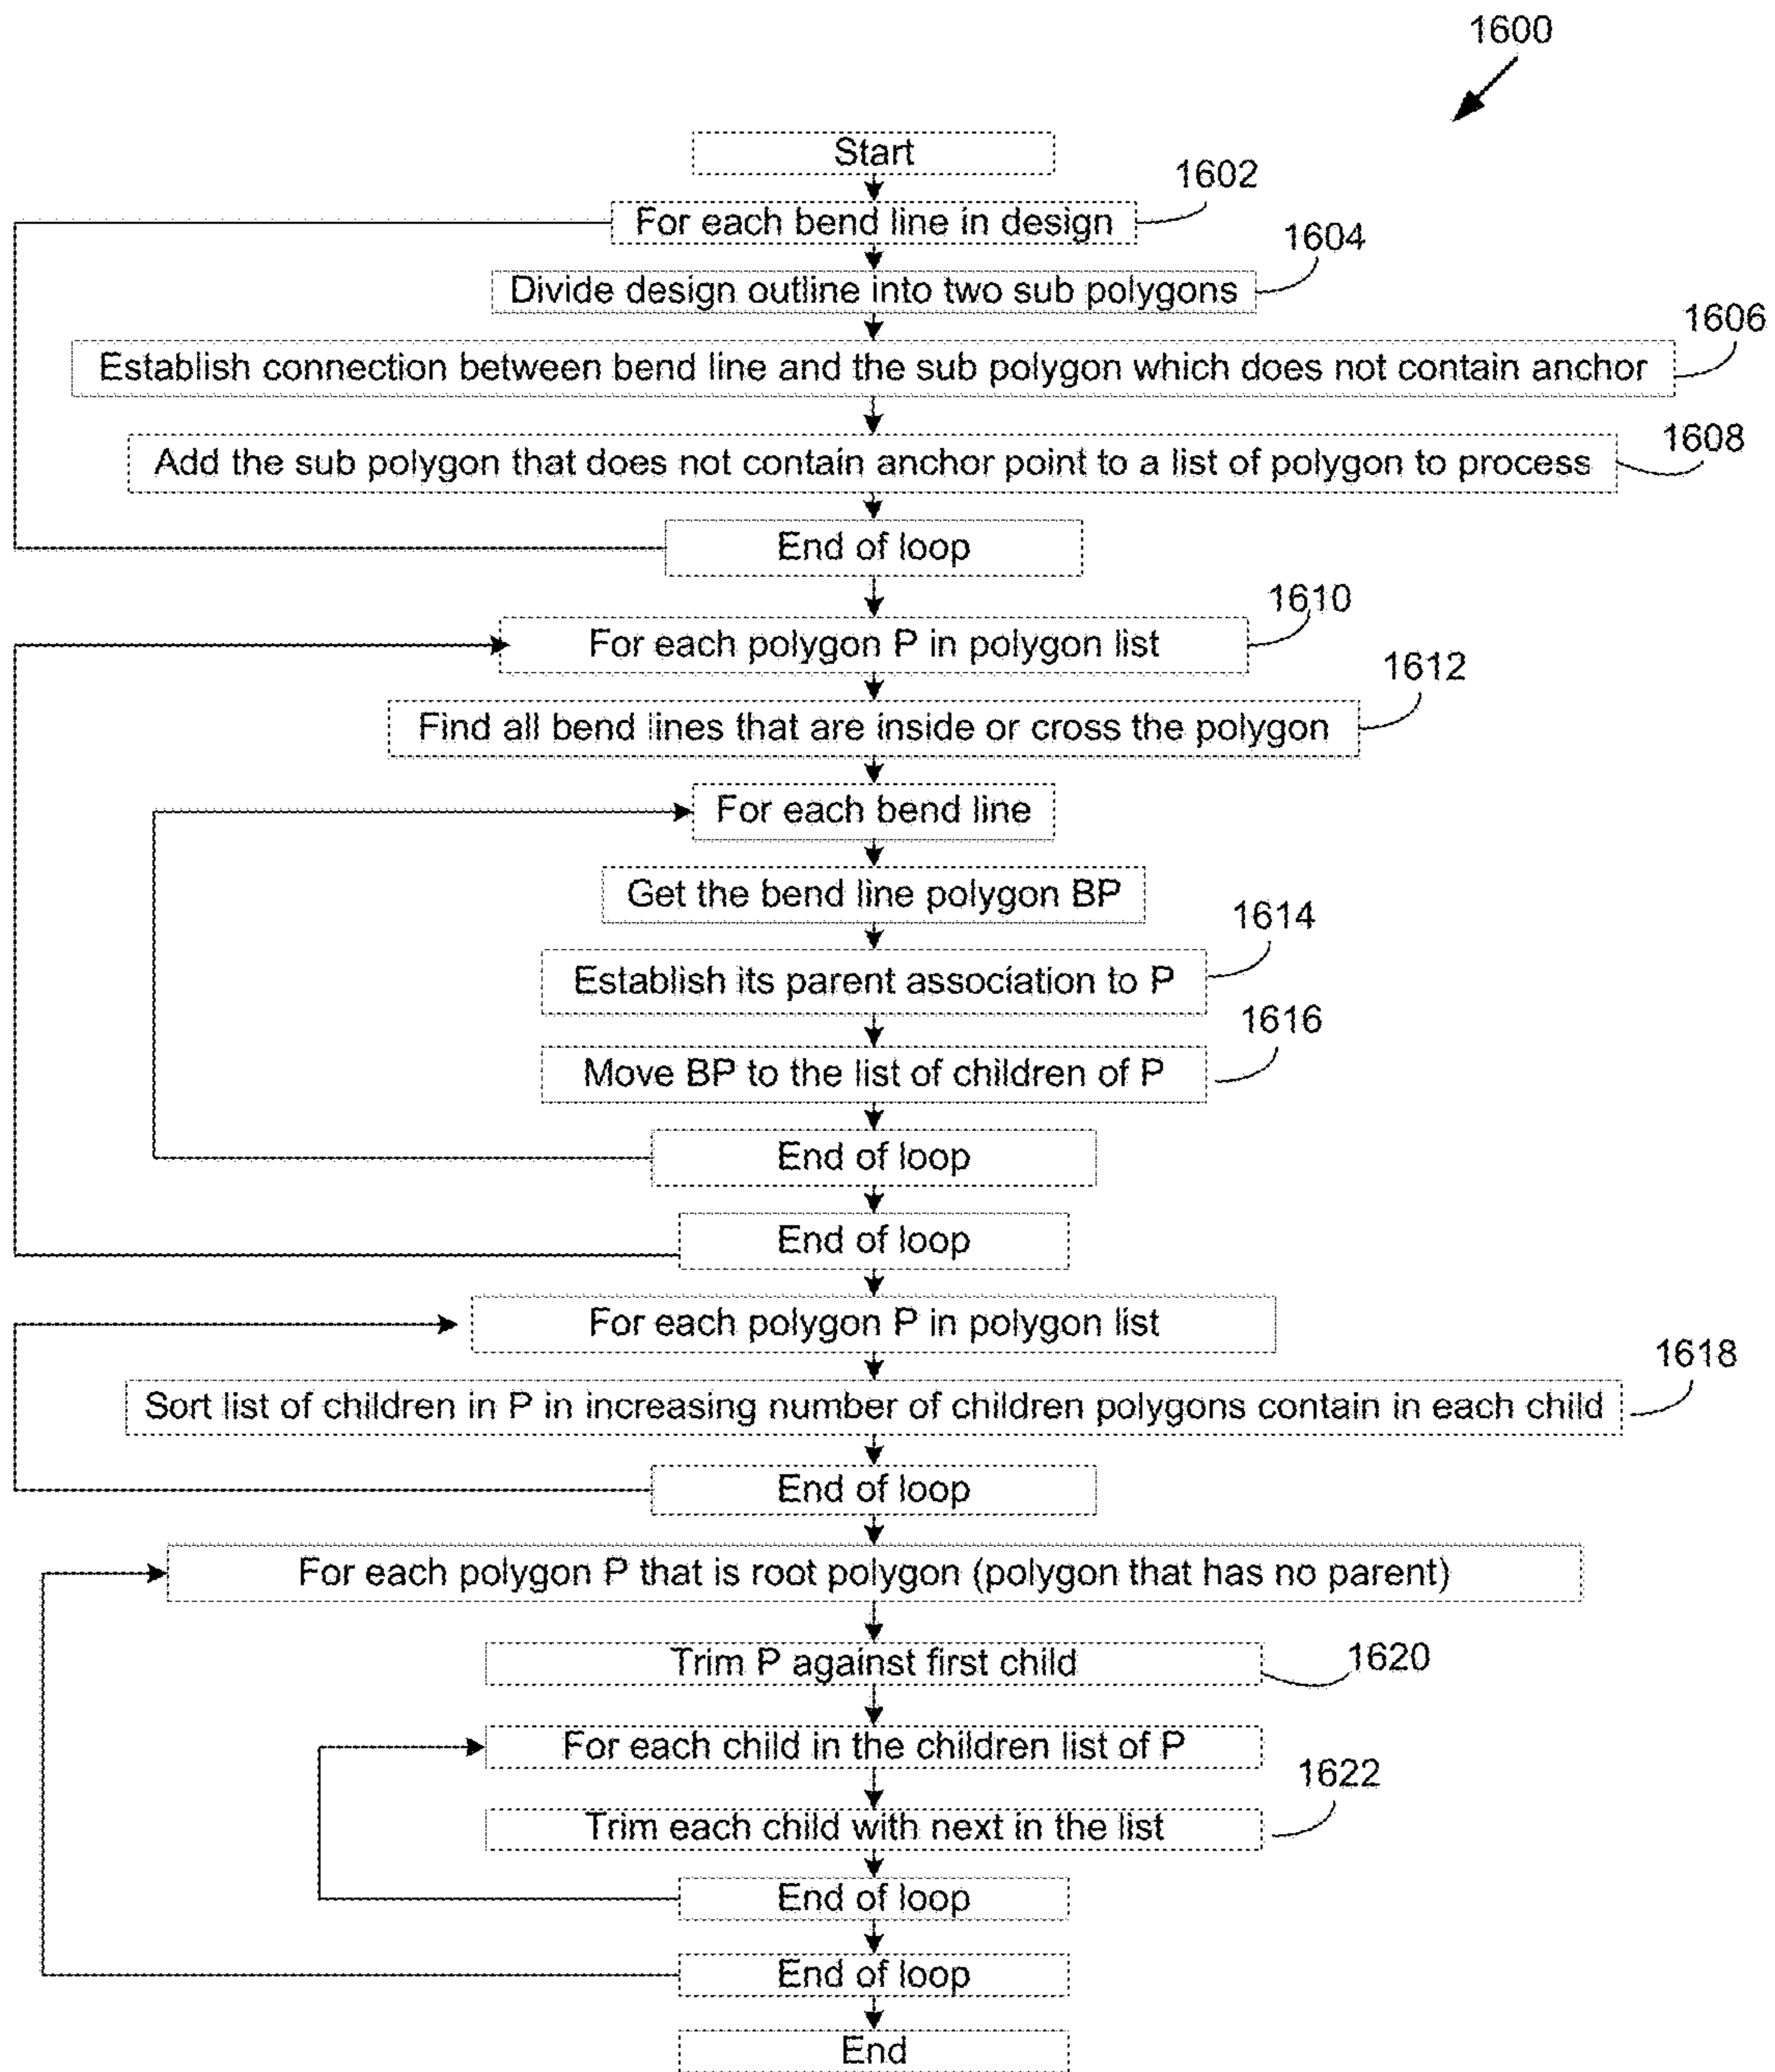 1600
Start
1602
For each bend line in design
1604
Divide design outline into two sub polygons
1606
Establish connection between bend line and the sub polygon which does not contain anchor
1608
Add the sub polygon that does not contain anchor point to a list of polygon to process
End of loop
1610
For each polygon P in polygon list
1612
Find all bend lines that are inside or cross the polygon
For each bend line
Get the bend line polygon BP
1614
Establish its parent association to P
1616
Move BP to the list of children of P
End of loop
End of loop
For each polygon P in polygon list
1618
Sort list of children in P in increasing number of children polygons contain in each child
End of loop
For each polygon P that is root polygon (polygon that has no parent)
Trim P against first child
1620
For each child in the children list of P
1622
Trim each child with next in the list
End of loop
End of loop
End